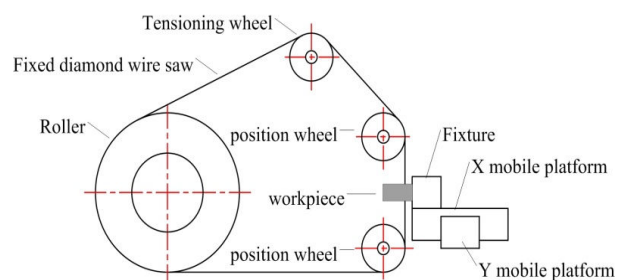 Tensioning wheel
Fixed diamond wire saw
Roller
position wheel
Fixture
X mobile platform
workpiece
position wheel
Y mobile platform